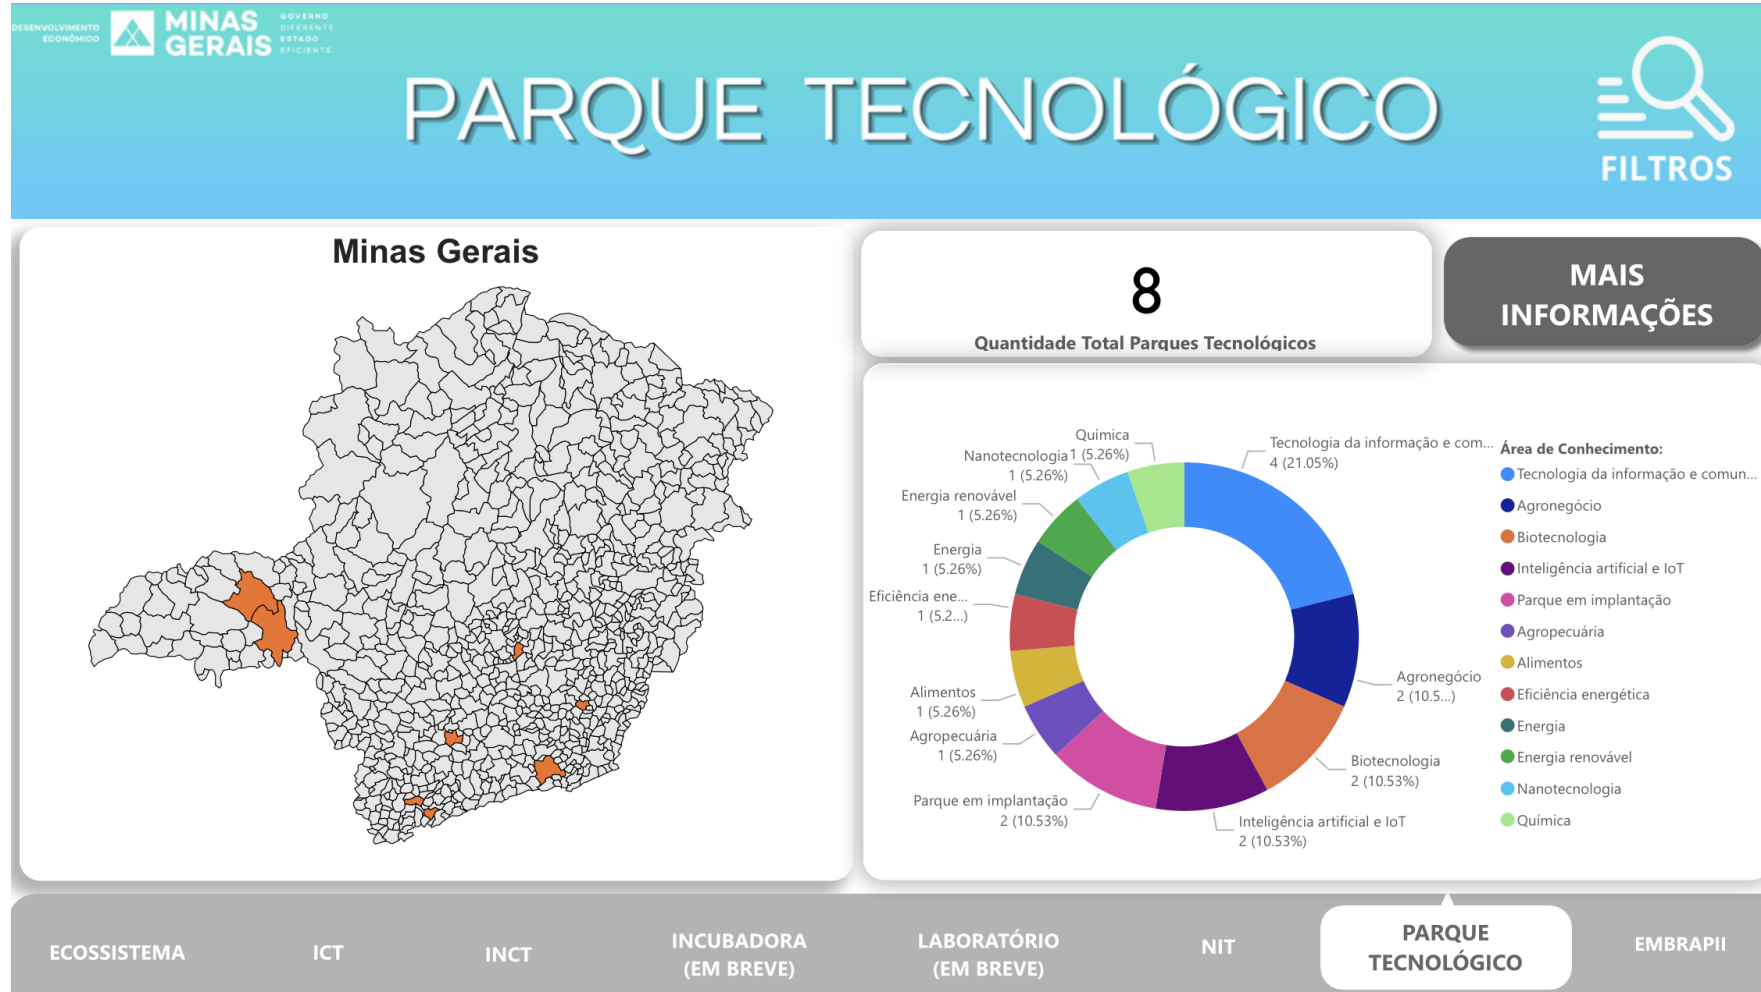 DESENVOLVIMENTO
ECONÔMICO
MINAS
GERAIS
GOVERNO
DIFERENTE.
ESTADO
EFICIENTE.
PARQUE TECNOLÓGICO
FILTROS
Minas Gerais
8
Quantidade Total Parques Tecnológicos
MAIS
INFORMAÇÕES
Química
1 (5.26%)
Nanotecnologia
1 (5.26%)
Energia renovável
1 (5.26%)
Energia
1 (5.26%)
Eficiência ene...
1 (5.2...)
Alimentos
1 (5.26%)
Agropecuária
1 (5.26%)
Parque em implantação
2 (10.53%)
Tecnologia da informação e com...
4 (21.05%)
Agronegócio
2 (10.5...)
Biotecnologia
2 (10.53%)
Inteligência artificial e IoT
2 (10.53%)
Área de Conhecimento:
Tecnologia da informação e comun...
Agronegócio
Biotecnologia
Inteligência artificial e IoT
Parque em implantação
Agropecuária
Alimentos
Eficiência energética
Energia
Energia renovável
Nanotecnologia
Química
ECOSSISTEMA
ICT
INCT
INCUBADORA
(EM BREVE)
LABORATÓRIO
(EM BREVE)
NIT
PARQUE
TECNOLÓGICO
EMBRAPII